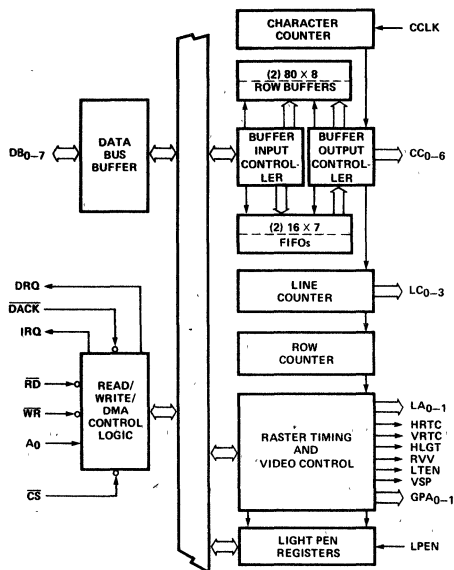 CHARACTER
COUNTER
CCLK
(2) 80 X 8
ROW BUFFERS
DB0-7
DATA
BUS
BUFFER
BUFFER
INPUT
CONTROL-
LER
BUFFER
OUTPUT
CONTROL-
LER
CC0-6
(2) 16 X 7
FIFOs
DRQ
DACK
IRQ
LINE
COUNTER
LC0-3
ROW
COUNTER
RD
WR
A0
CS
READ/
WRITE/
DMA
CONTROL
LOGIC
RASTER TIMING
AND
VIDEO CONTROL
LA0-1
HRTC
VRTC
HLGT
RVV
LTEN
VSP
GPA0-1
LIGHT PEN
REGISTERS
LPEN